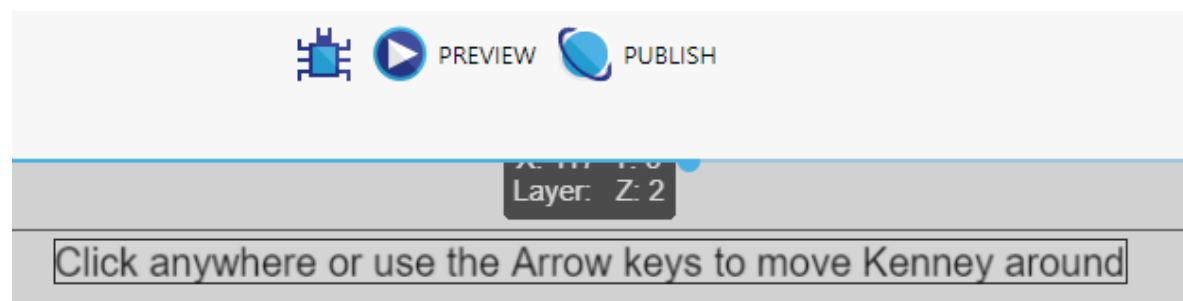 PREVIEW PUBLISH
Layer: Z: 2
Click anywhere or use the Arrow keys to move Kenney around